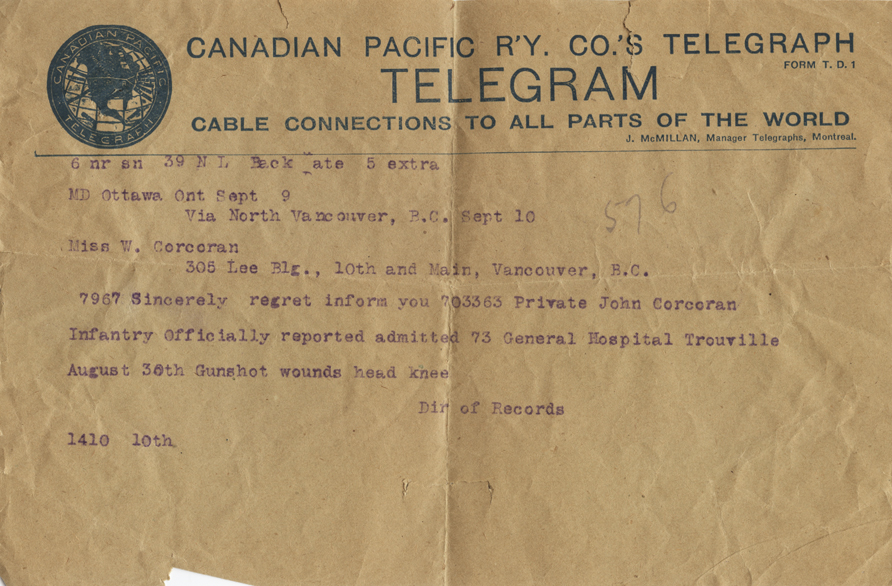 CANADIAN PACIFIC
TELEGRAPH
CANADIAN PACIFIC R'Y. CO.'S TELEGRAPH
FORM T. D. 1
TELEGRAM
CABLE CONNECTIONS TO ALL PARTS OF THE WORLD
J. McMILLAN, Manager Telegraphs, Montreal.
6 nr sn 39 N L Back ate 5 extra
MD Ottawa Ont Sept 9
Via North Vancouver, B.C. Sept 10
576
Miss W. Corcoran
305 Lee Blg., 10th and Main, Vancouver, B.C.
7967 Sincerely regret inform you 703363 Private John Corcoran
Infantry Officially reported admitted 73 General Hospital Trouville
August 30th Gunshot wounds head knee
Dir of Records
1410 10th